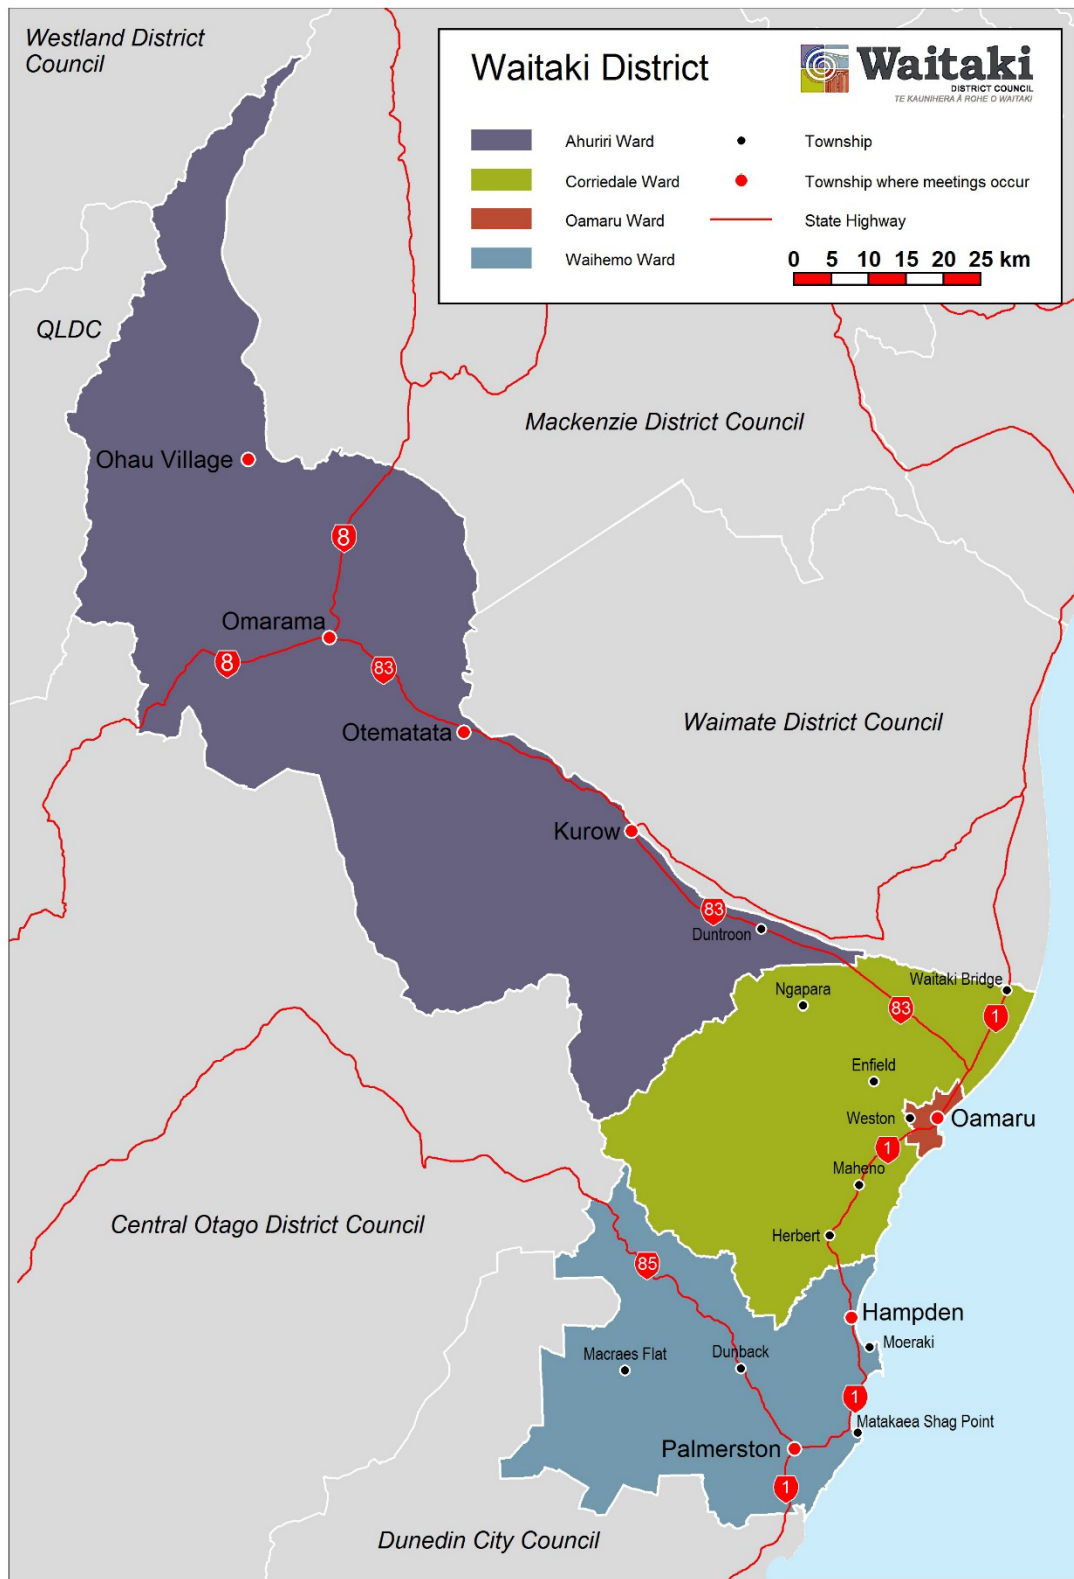 Westland District
Council
Waitaki District
Waitaki
DISTRICT COUNCIL
TE KAUNIHERA Ā ROHE O WAITAKI
Ahuriri Ward
Township
Corriedale Ward
Township where meetings occur
Oamaru Ward
State Highway
Waihemo Ward
0 5 10 15 20 25 km
QLDC
Mackenzie District Council
Ohau Village
8
Omarama
8
83
Waimate District Council
Otematata
Kurow
83
Duntroon
Waitaki Bridge
Ngapara
83
1
Enfield
Weston
Oamaru
1
Maheno
Central Otago District Council
Herbert
85
Hampden
Moeraki
Macraes Flat
Dunback
1
Matakaea Shag Point
Palmerston
1
Dunedin City Council